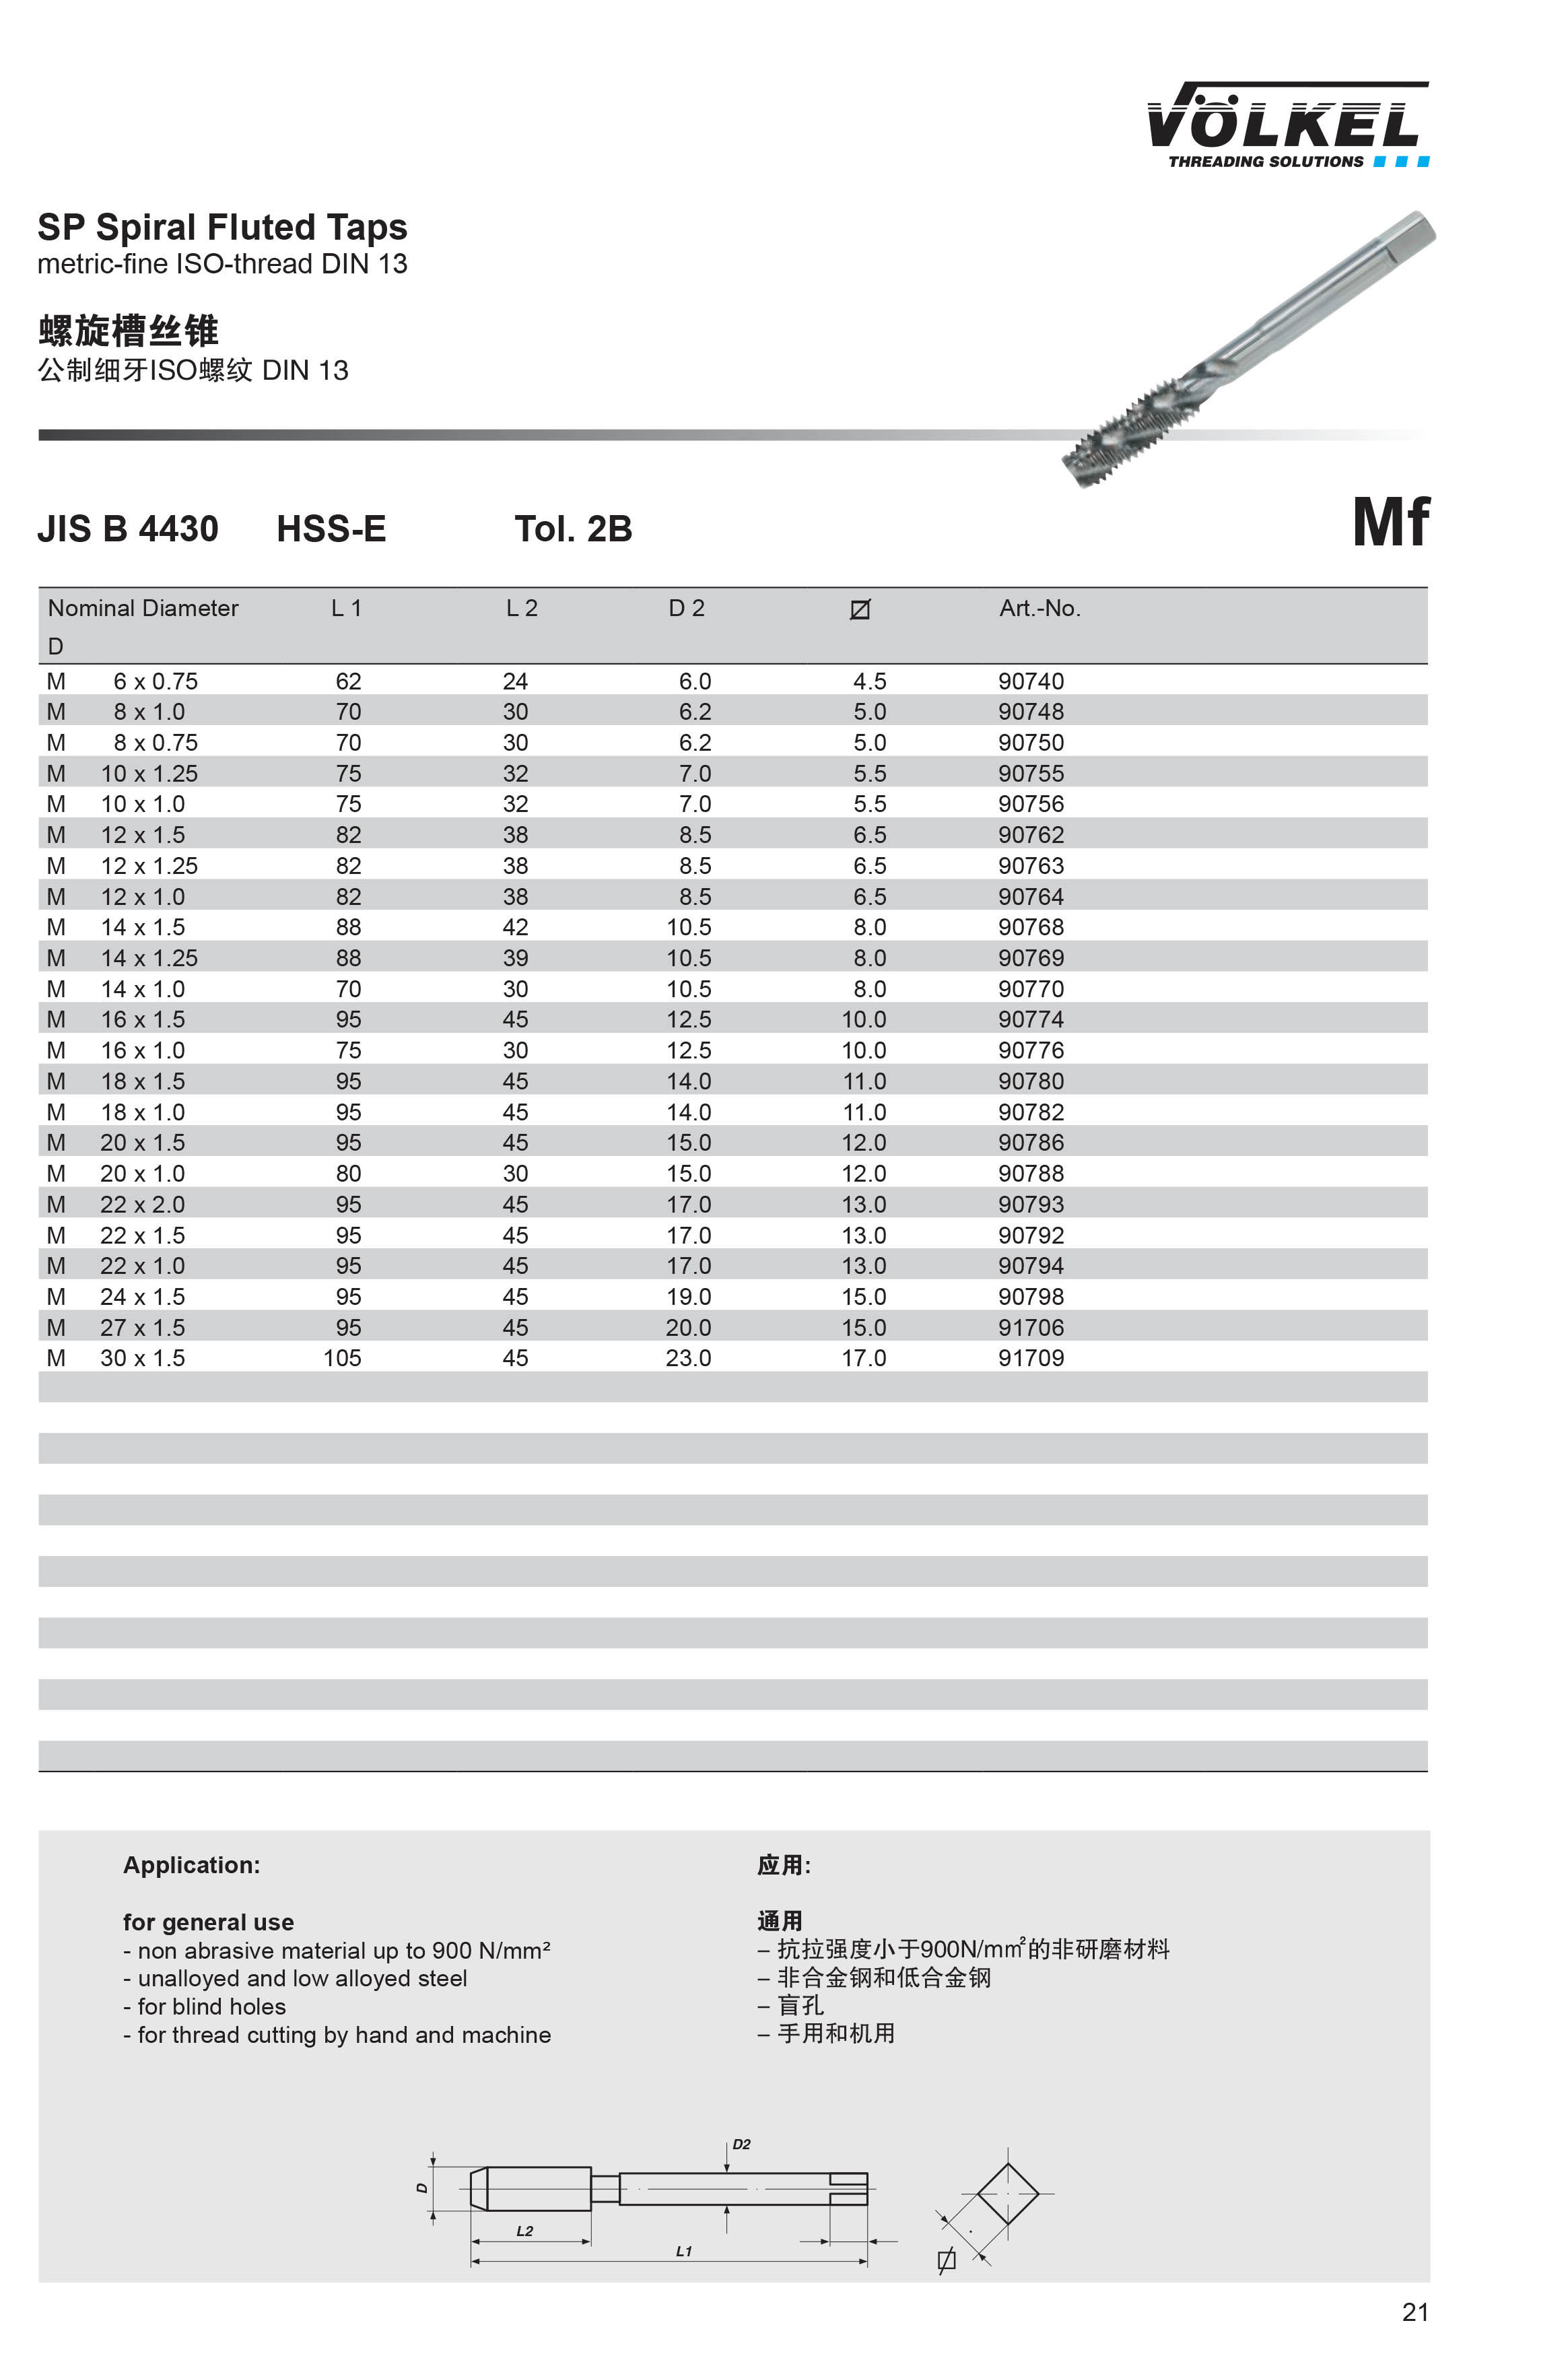 VÖLKEL
THREADING SOLUTIONS
SP Spiral Fluted Taps
metric-fine ISO-thread DIN 13
螺旋槽丝锥
公制细牙ISO螺纹 DIN 13
JIS B 4430 HSS-E Tol. 2B Mf
Nominal Diameter L 1 L 2 D 2 Art.-No.
D
M 6 x 0.75 62 24 6.0 4.5 90740
M 8 x 1.0 70 30 6.2 5.0 90748
M 8 x 0.75 70 30 6.2 5.0 90750
M 10 x 1.25 75 32 7.0 5.5 90755
M 10 x 1.0 75 32 7.0 5.5 90756
M 12 x 1.5 82 38 8.5 6.5 90762
M 12 x 1.25 82 38 8.5 6.5 90763
M 12 x 1.0 82 38 8.5 6.5 90764
M 14 x 1.5 88 42 10.5 8.0 90768
M 14 x 1.25 88 39 10.5 8.0 90769
M 14 x 1.0 70 30 10.5 8.0 90770
M 16 x 1.5 95 45 12.5 10.0 90774
M 16 x 1.0 75 30 12.5 10.0 90776
M 18 x 1.5 95 45 14.0 11.0 90780
M 18 x 1.0 95 45 14.0 11.0 90782
M 20 x 1.5 95 45 15.0 12.0 90786
M 20 x 1.0 80 30 15.0 12.0 90788
M 22 x 2.0 95 45 17.0 13.0 90793
M 22 x 1.5 95 45 17.0 13.0 90792
M 22 x 1.0 95 45 17.0 13.0 90794
M 24 x 1.5 95 45 19.0 15.0 90798
M 27 x 1.5 95 45 20.0 15.0 91706
M 30 x 1.5 105 45 23.0 17.0 91709
Application:
for general use
- non abrasive material up to 900 N/mm²
- unalloyed and low alloyed steel
- for blind holes
- for thread cutting by hand and machine
应用:
通用
– 抗拉强度小于900N/mm²的非研磨材料
– 非合金钢和低合金钢
– 盲孔
– 手用和机用
D2
D
L2
L1
21